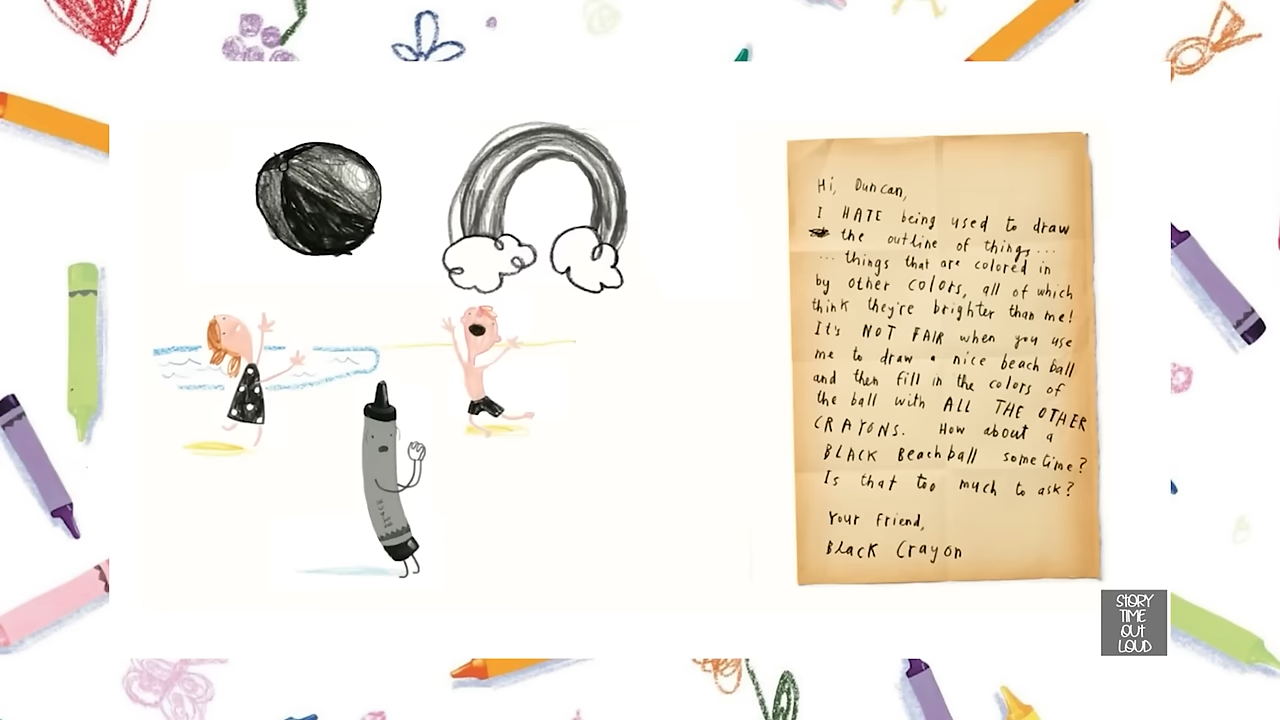 Hi, Duncan,
I HATE being used to draw
the outline of things...
... things that are colored in
by other colors, all of which
think they're brighter than me!
It's NOT FAIR when you use
me to draw a nice beach ball
and then fill in the colors of
the ball with ALL THE OTHER
CRAYONS. How about a
BLACK Beachball sometime?
Is that too much to ask?
Your friend,
Black Crayon
STORY
TIME
OUT
LOUD